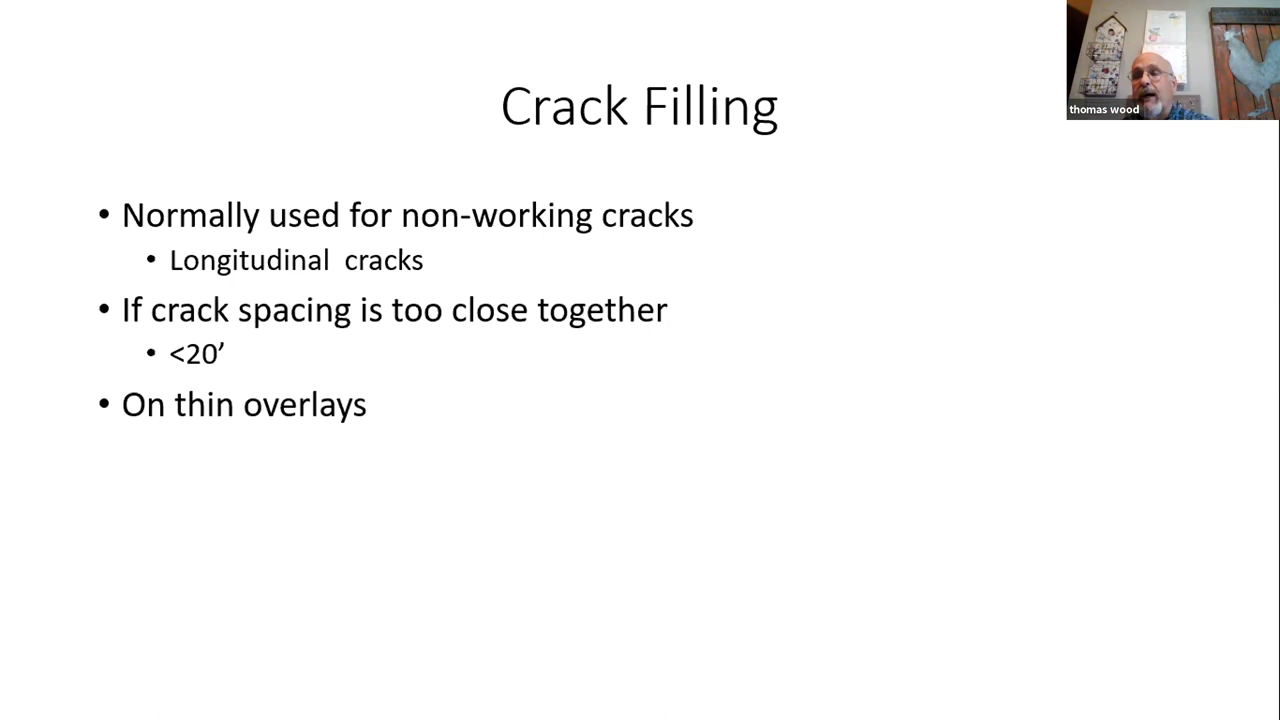 Crack Filling
• Normally used for non-working cracks
• Longitudinal cracks
• If crack spacing is too close together
• <20’
• On thin overlays
thomas wood